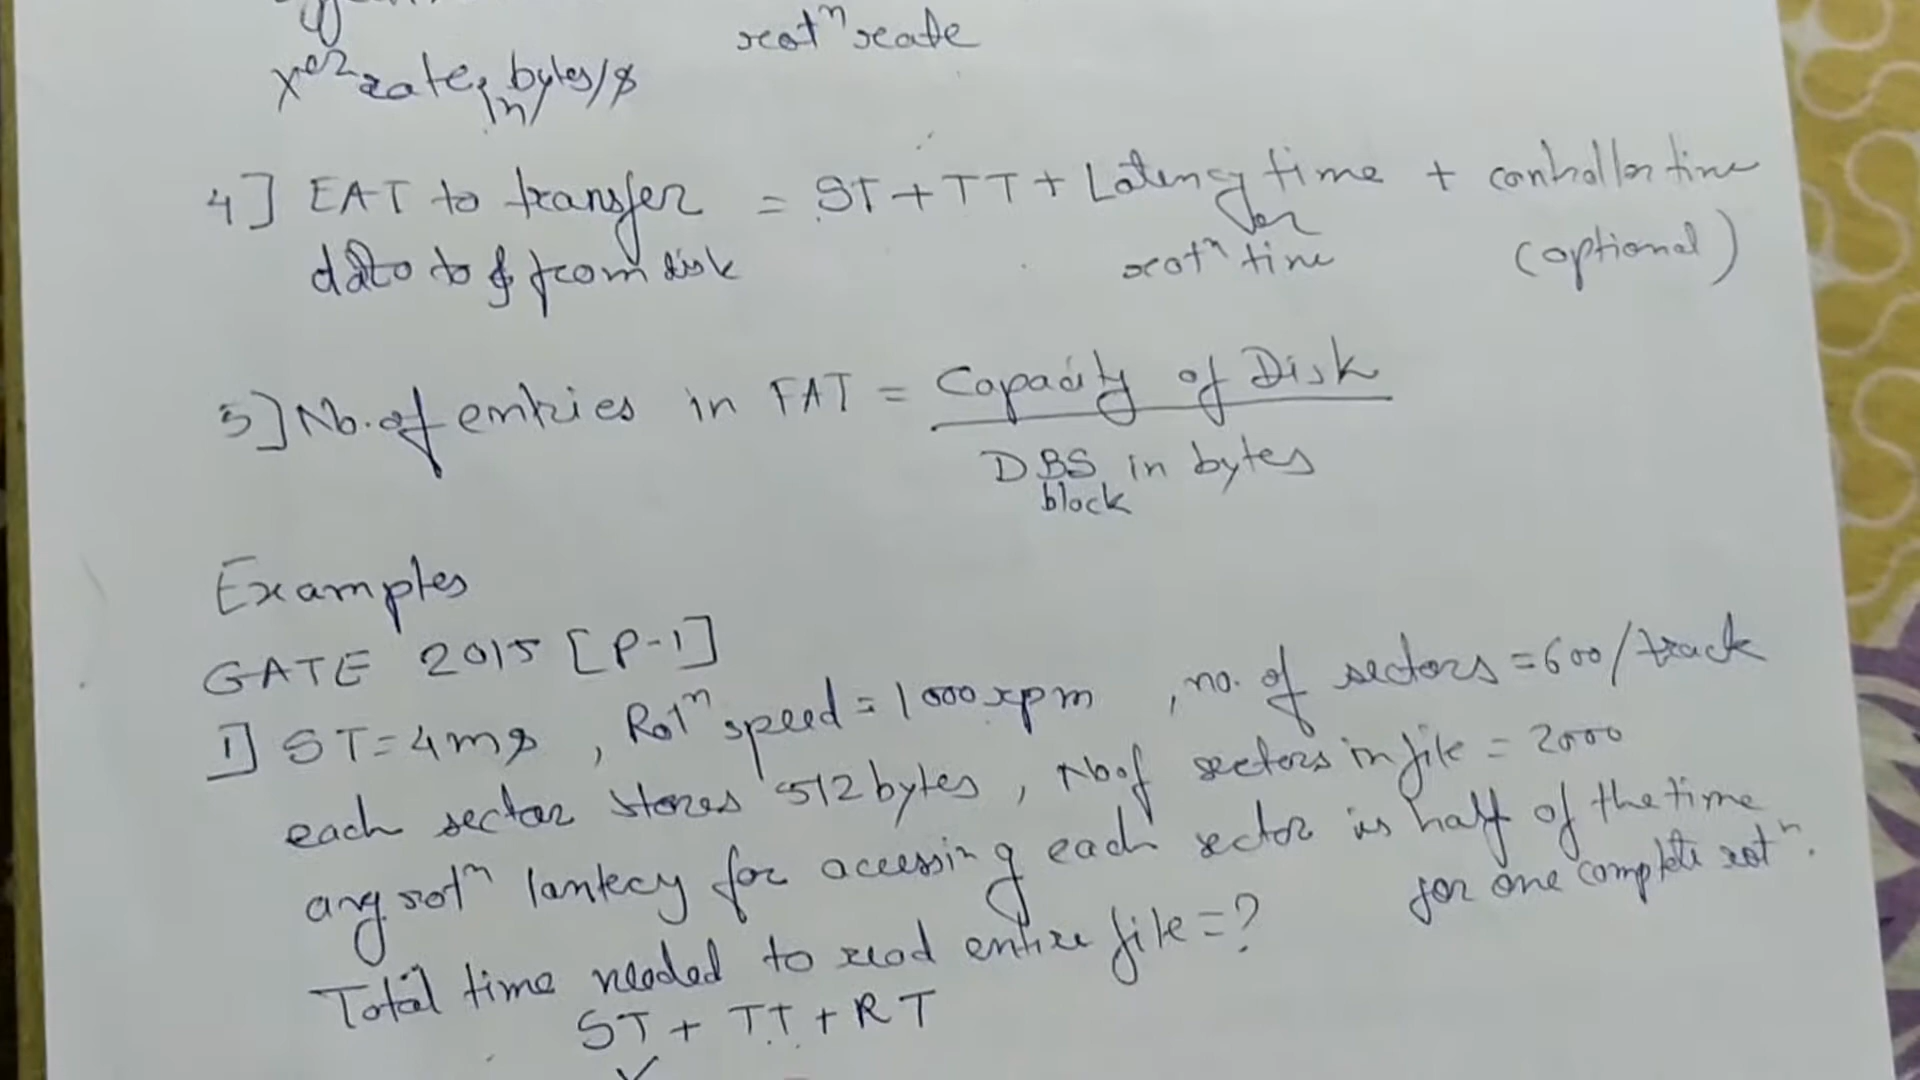 rotⁿ rate
Xᵉʳ rate in bytes/s
4] EAT to transfer = ST + TT + Latency time + controller time
data to & from disk or rotⁿ time (optional)
5] No. of entries in FAT = Capacity of Disk
DBS in bytes
block
Examples
GATE 2015 [P-1]
1] ST = 4ms , Rotⁿ speed = 1000 rpm , no. of sectors = 600/track
each sector stores 512 bytes , No of sectors in file = 2000
avg rotⁿ lantecy for accessing each sector is half of the time
for one complete rotⁿ.
Total time needed to read entire file = ?
ST + TT + RT